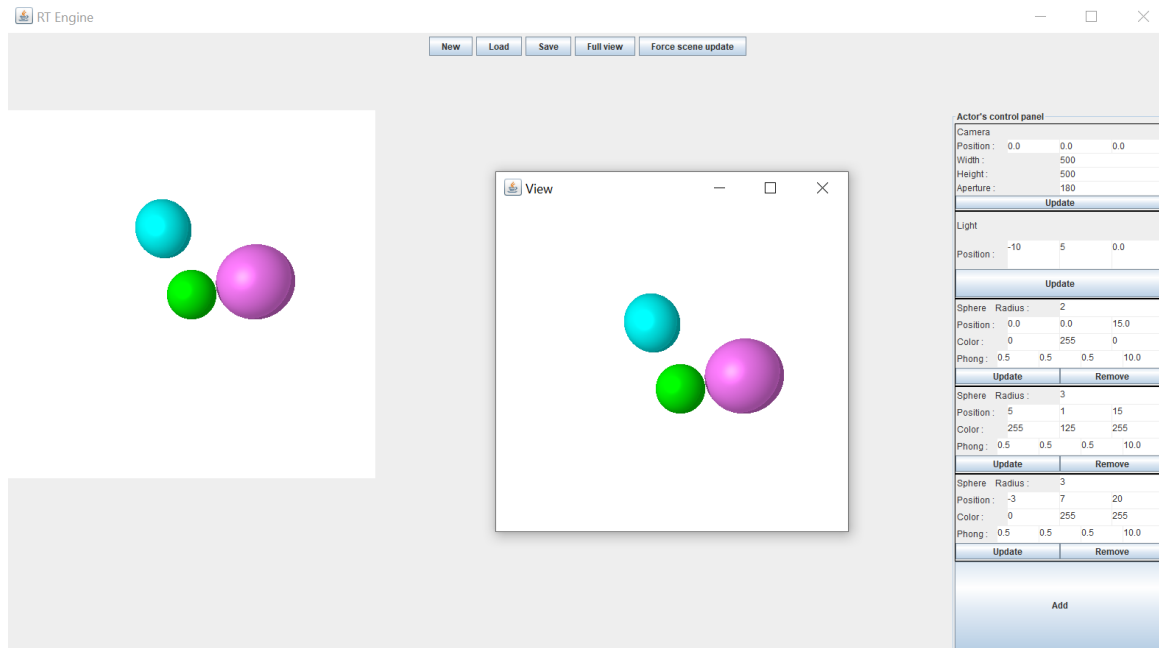 RT Engine
New Load Save Full view Force scene update
View
Actor's control panel
Camera
Position : 0.0 0.0 0.0
Width : 500
Height : 500
Aperture : 180
Update
Light
Position : -10 5 0.0
Update
Sphere Radius : 2
Position : 0.0 0.0 15.0
Color : 0 255 0
Phong : 0.5 0.5 0.5 10.0
Update Remove
Sphere Radius : 3
Position : 5 1 15
Color : 255 125 255
Phong : 0.5 0.5 0.5 10.0
Update Remove
Sphere Radius : 3
Position : -3 7 20
Color : 0 255 255
Phong : 0.5 0.5 0.5 10.0
Update Remove
Add